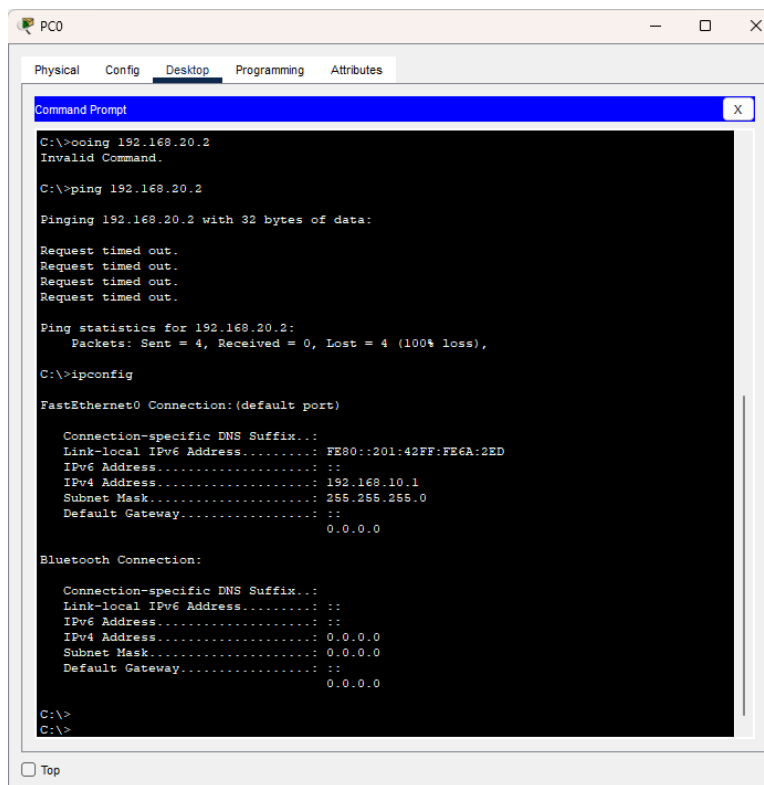 PC0
Physical Config Desktop Programming Attributes
Command Prompt
X
C:\>ooing 192.168.20.2
Invalid Command.
C:\>ping 192.168.20.2
Pinging 192.168.20.2 with 32 bytes of data:
Request timed out.
Request timed out.
Request timed out.
Request timed out.
Ping statistics for 192.168.20.2:
Packets: Sent = 4, Received = 0, Lost = 4 (100% loss),
C:\>ipconfig
FastEthernet0 Connection:(default port)
Connection-specific DNS Suffix..:
Link-local IPv6 Address.........: FE80::201:42FF:FE6A:2ED
IPv6 Address....................: ::
IPv4 Address....................: 192.168.10.1
Subnet Mask.....................: 255.255.255.0
Default Gateway.................: ::
0.0.0.0
Bluetooth Connection:
Connection-specific DNS Suffix..:
Link-local IPv6 Address.........: ::
IPv6 Address....................: ::
IPv4 Address....................: 0.0.0.0
Subnet Mask.....................: 0.0.0.0
Default Gateway.................: ::
0.0.0.0
C:\>
C:\>
Top